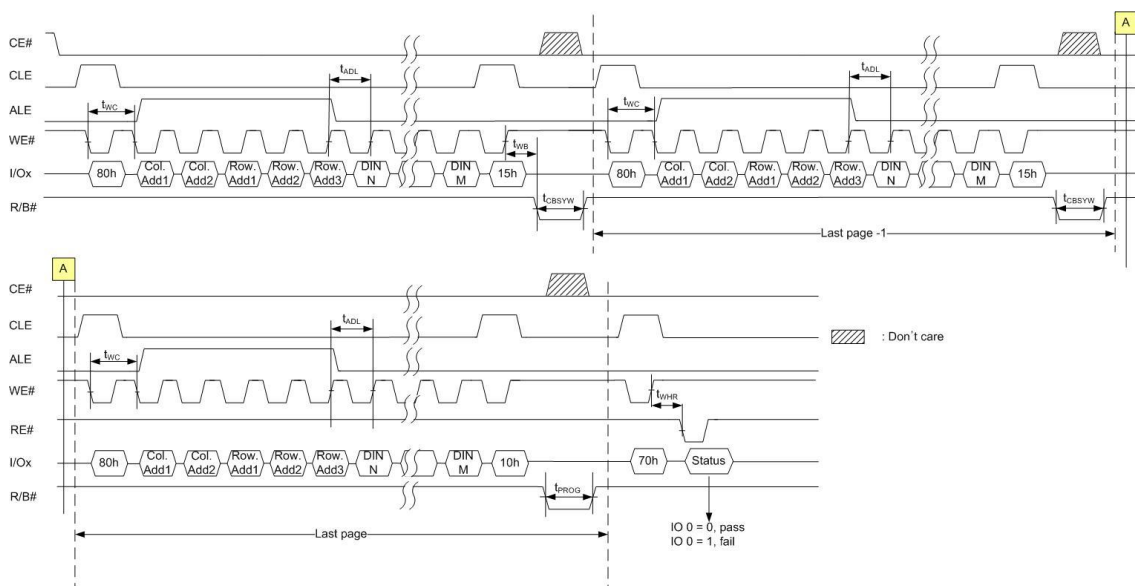 A
CE#
CLE
tADL tADL
ALE
tWC tWC
WE#
tWB
I/Ox 80h Col. Add1 Col. Add2 Row. Add1 Row. Add2 Row. Add3 DIN N DIN M 15h 80h Col. Add1 Col. Add2 Row. Add1 Row. Add2 Row. Add3 DIN N DIN M 15h
R/B# tCBSYW tCBSYW
Last page -1
A
CE#
CLE
tADL
: Don't care
ALE
tWC
WE#
tWHR
RE#
I/Ox 80h Col. Add1 Col. Add2 Row. Add1 Row. Add2 Row. Add3 DIN N DIN M 10h 70h Status
R/B# tPROG
Last page
IO 0 = 0, pass
IO 0 = 1, fail